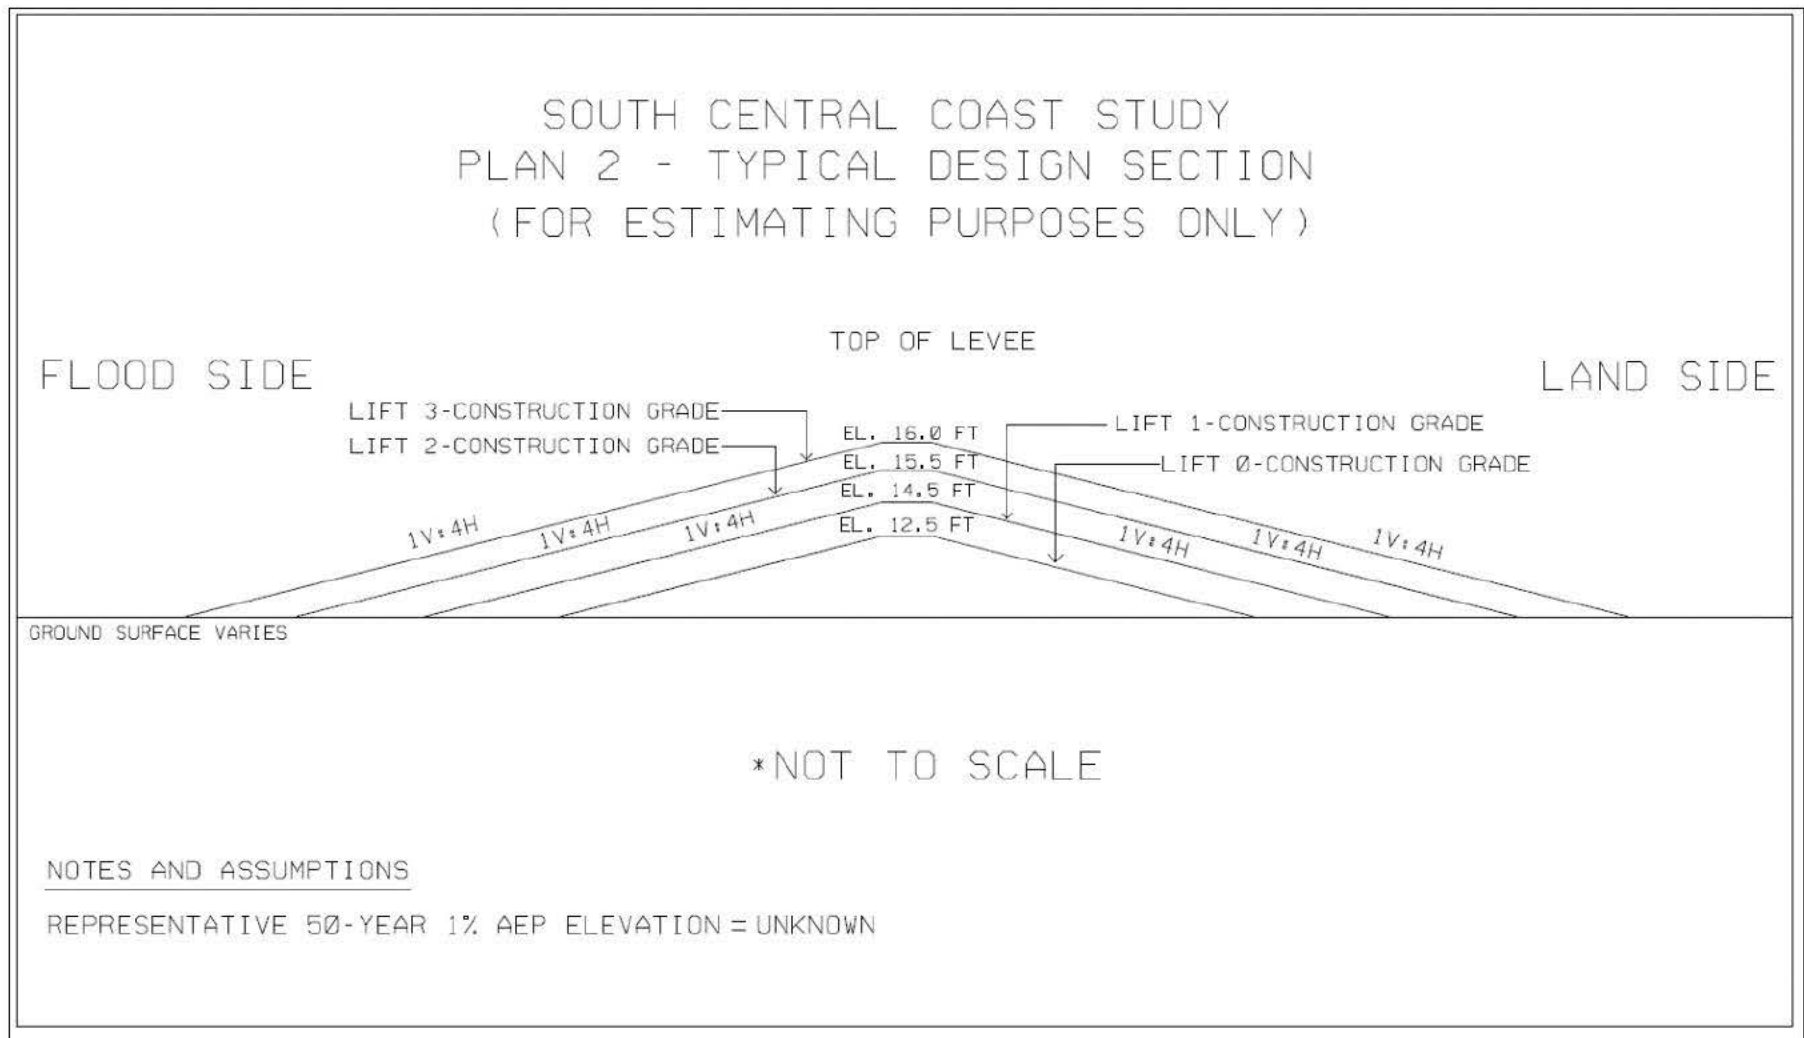 SOUTH CENTRAL COAST STUDY
PLAN 2 - TYPICAL DESIGN SECTION
(FOR ESTIMATING PURPOSES ONLY)
TOP OF LEVEE
FLOOD SIDE
LAND SIDE
LIFT 3-CONSTRUCTION GRADE
LIFT 2-CONSTRUCTION GRADE
EL. 16.0 FT
EL. 15.5 FT
EL. 14.5 FT
EL. 12.5 FT
LIFT 1-CONSTRUCTION GRADE
LIFT 0-CONSTRUCTION GRADE
1V:4H
1V:4H
1V:4H
1V:4H
1V:4H
1V:4H
GROUND SURFACE VARIES
*NOT TO SCALE
NOTES AND ASSUMPTIONS
REPRESENTATIVE 50-YEAR 1% AEP ELEVATION = UNKNOWN